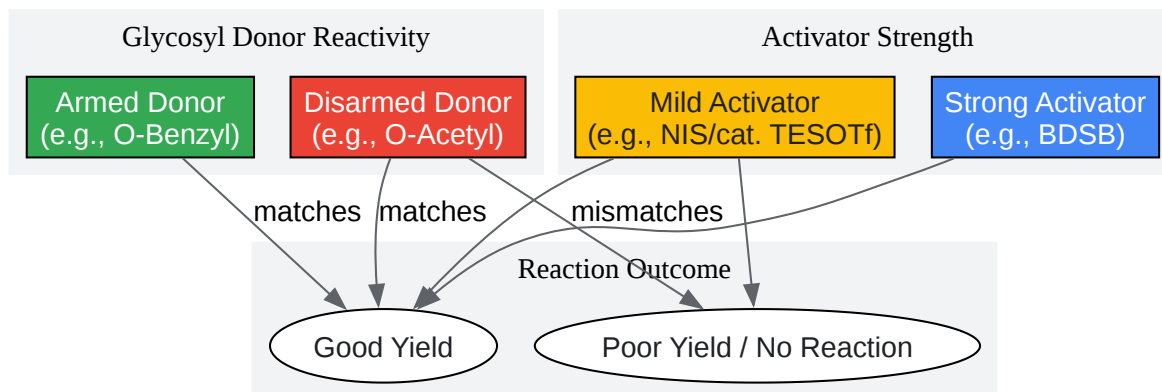 Glycosyl Donor Reactivity
Activator Strength
Armed Donor
(e.g., O-Benzyl)
Disarmed Donor
(e.g., O-Acetyl)
Mild Activator
(e.g., NIS/cat. TESOTf)
Strong Activator
(e.g., BDSB)
matches
matches
mismatches
Reaction Outcome
Good Yield
Poor Yield / No Reaction